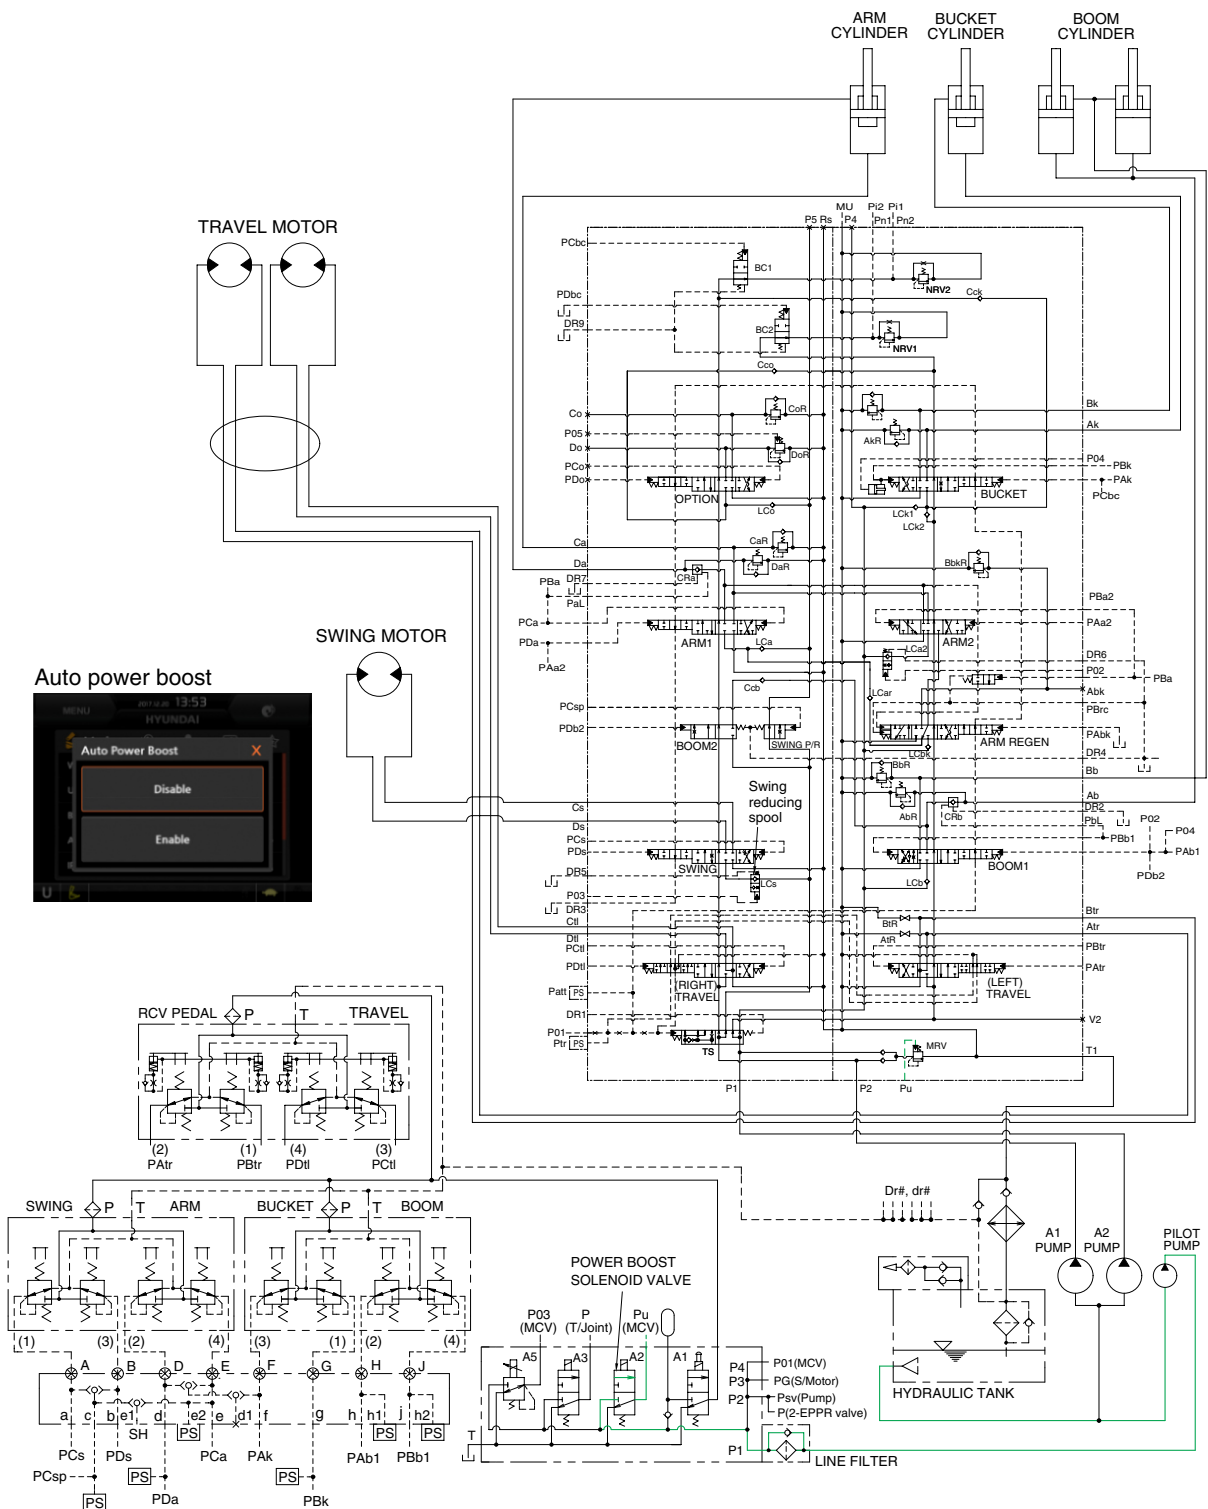 ARM
CYLINDER
BUCKET
CYLINDER
BOOM
CYLINDER
TRAVEL MOTOR
SWING MOTOR
Auto power boost
MENU
13:53
HYUNDAI
Auto Power Boost X
Disable
Enable
U
P5 Rs
MU
P4
Pi2 Pi1
Pn1 Pn2
PCbc
BC1
NRV2
Cck
PDbc
DR9
BC2
NRV1
Cco
Co
CoR
Bk
P05
Do
DoR
AkR
Ak
PCo
PDo
OPTION
P04
PBk
PAk
BUCKET
PCbc
LCo
LCk1
LCk2
Ca
CaR
Da
DaR
CRa
BbkR
PBa
DR7
PaL
PBa2
PCa
PDa
ARM1
LCa
ARM2
PAa2
PAa2
LCa2
DR6
P02
PBa
Ccb
LCar
Abk
PCsp
PBrc
PDb2
BOOM2
SWING P/R
ARM REGEN
PAbk
LCbk
DR4
BbR
Bb
Swing
reducing
spool
AbR
CRb
Ab
DR2
PbL
P02
P04
PBb1
PAb1
PDb2
Cs
Ds
PCs
PDs
SWING
BOOM1
DR5
LCs
LCb
P03
DR3
Ctl
BtR
Btr
AtR
Atr
Dtl
PCtl
PBtr
PDtl
(RIGHT)
TRAVEL
(LEFT)
TRAVEL
PAtr
Patt PS
DR1
P01
Ptr PS
TS
V2
MRV
T1
P1
P2
Pu
RCV PEDAL
P
T
TRAVEL
(2)
PAtr
(1)
PBtr
(4)
PDtl
(3)
PCtl
SWING
P
T
ARM
BUCKET
P
T
BOOM
(1)
(3)
(2)
(4)
(3)
(1)
(2)
(4)
A
B
D
E
F
G
H
J
a
c
b
e1
d
e2
e
d1
f
g
h
h1
j
h2
SH
PS
PS
PS
PCs
PDs
PCa
PAk
PAb1
PBb1
PCsp
PS
PS
PS
PDa
PBk
POWER BOOST
SOLENOID VALVE
P03
(MCV)
P
(T/Joint)
Pu
(MCV)
A5
A3
A2
A1
P4
P01(MCV)
P3
PG(S/Motor)
P2
Psv(Pump)
P(2-EPPR valve)
T
P1
LINE FILTER
Dr#, dr#
A1
PUMP
A2
PUMP
PILOT
PUMP
HYDRAULIC TANK